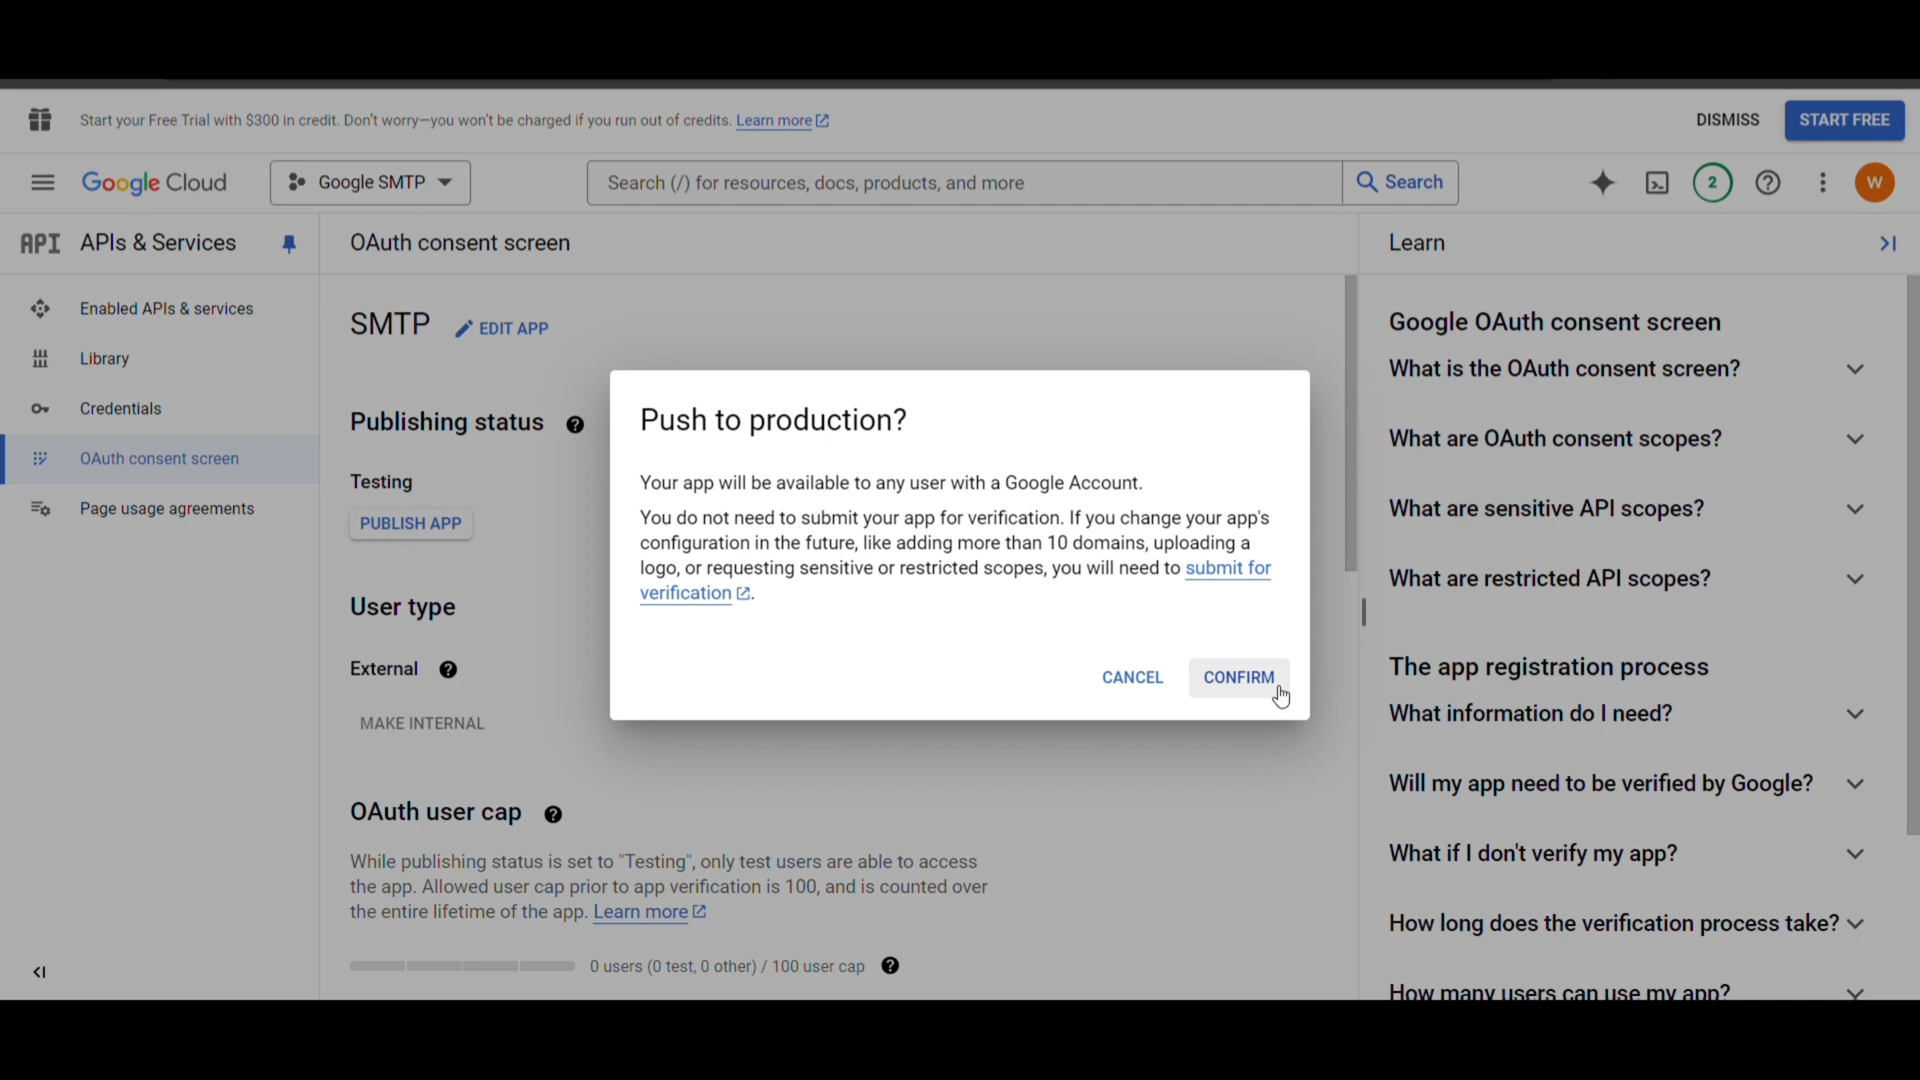 Start your Free Trial with $300 in credit. Don't worry—you won't be charged if you run out of credits. Learn more
DISMISS
START FREE
Google Cloud
Google SMTP
Search (/) for resources, docs, products, and more
Search
2
W
API APIs & Services
OAuth consent screen
Learn
Enabled APIs & services
Library
Credentials
OAuth consent screen
Page usage agreements
SMTP
EDIT APP
Publishing status
Testing
PUBLISH APP
User type
External
MAKE INTERNAL
OAuth user cap
While publishing status is set to "Testing", only test users are able to access
the app. Allowed user cap prior to app verification is 100, and is counted over
the entire lifetime of the app. Learn more
0 users (0 test, 0 other) / 100 user cap
Push to production?
Your app will be available to any user with a Google Account.
You do not need to submit your app for verification. If you change your app's
configuration in the future, like adding more than 10 domains, uploading a
logo, or requesting sensitive or restricted scopes, you will need to submit for
verification.
CANCEL
CONFIRM
Google OAuth consent screen
What is the OAuth consent screen?
What are OAuth consent scopes?
What are sensitive API scopes?
What are restricted API scopes?
The app registration process
What information do I need?
Will my app need to be verified by Google?
What if I don't verify my app?
How long does the verification process take?
How many users can use my app?